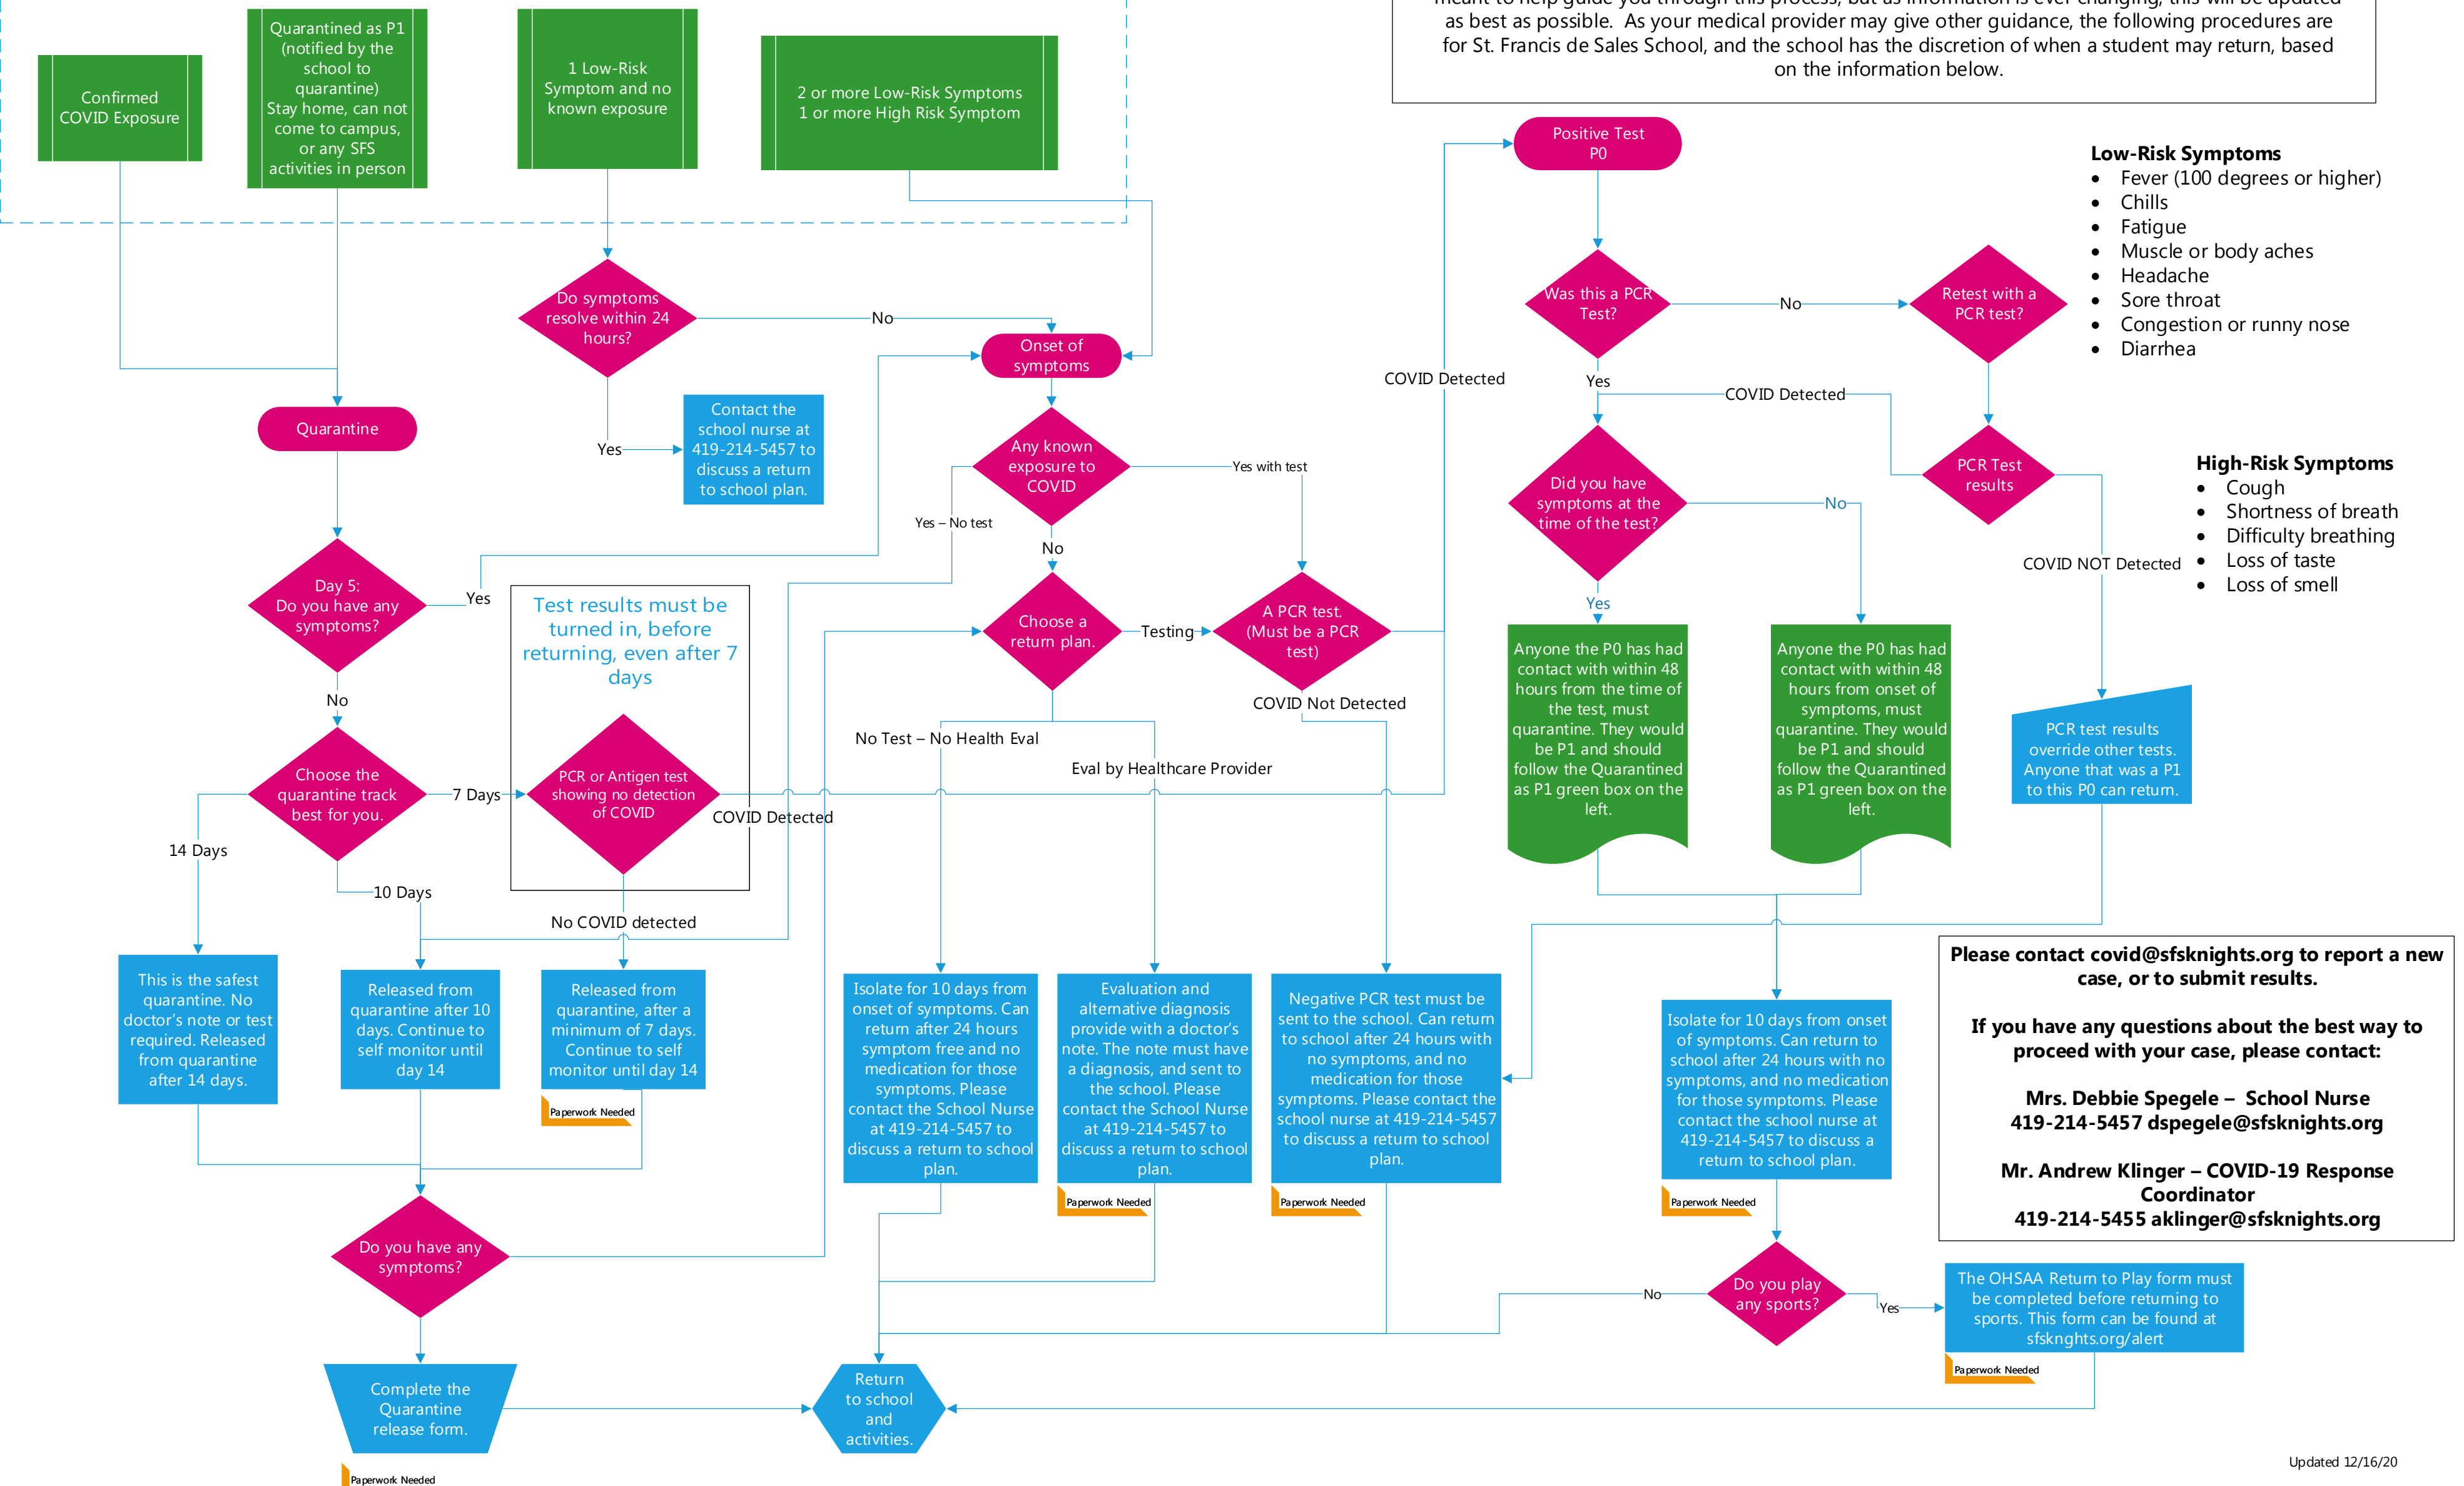 meant to help guide you through this process, but as information is ever changing, this will be updated
as best as possible.  As your medical provider may give other guidance, the following procedures are
for St. Francis de Sales School, and the school has the discretion of when a student may return, based
on the information below.
Confirmed
COVID Exposure
Quarantined as P1
(notified by the
school to
quarantine)
Stay home, can not
come to campus,
or any SFS
activities in person
1 Low-Risk
Symptom and no
known exposure
2 or more Low-Risk Symptoms
1 or more High Risk Symptom
Positive Test
P0
Low-Risk Symptoms
• Fever (100 degrees or higher)
• Chills
• Fatigue
• Muscle or body aches
• Headache
• Sore throat
• Congestion or runny nose
• Diarrhea
Do symptoms
resolve within 24
hours?
No
Onset of
symptoms
Was this a PCR
Test?
No
Retest with a
PCR test?
COVID Detected
Yes
COVID Detected
Quarantine
Yes
Contact the
school nurse at
419-214-5457 to
discuss a return
to school plan.
Any known
exposure to
COVID
Yes with test
Yes – No test
No
Did you have
symptoms at the
time of the test?
No
Yes
PCR Test
results
COVID NOT Detected
High-Risk Symptoms
• Cough
• Shortness of breath
• Difficulty breathing
• Loss of taste
• Loss of smell
Day 5:
Do you have any
symptoms?
Yes
No
Test results must be
turned in, before
returning, even after 7
days
Choose a
return plan.
Testing
A PCR test.
(Must be a PCR
test)
COVID Not Detected
No Test – No Health Eval
Eval by Healthcare Provider
Anyone the P0 has had
contact with within 48
hours from the time of
the test, must
quarantine. They would
be P1 and should
follow the Quarantined
as P1 green box on the
left.
Anyone the P0 has had
contact with within 48
hours from onset of
symptoms, must
quarantine. They would
be P1 and should
follow the Quarantined
as P1 green box on the
left.
PCR test results
override other tests.
Anyone that was a P1
to this P0 can return.
Choose the
quarantine track
best for you.
7 Days
PCR or Antigen test
showing no detection
of COVID
COVID Detected
14 Days
10 Days
No COVID detected
This is the safest
quarantine. No
doctor's note or test
required. Released
from quarantine
after 14 days.
Released from
quarantine after 10
days. Continue to
self monitor until
day 14
Released from
quarantine, after a
minimum of 7 days.
Continue to self
monitor until day 14
Paperwork Needed
Isolate for 10 days from
onset of symptoms. Can
return after 24 hours
symptom free and no
medication for those
symptoms. Please
contact the School Nurse
at 419-214-5457 to
discuss a return to school
plan.
Evaluation and
alternative diagnosis
provide with a doctor's
note. The note must have
a diagnosis, and sent to
the school. Please
contact the School Nurse
at 419-214-5457 to
discuss a return to school
plan.
Paperwork Needed
Negative PCR test must be
sent to the school. Can return
to school after 24 hours with
no symptoms, and no
medication for those
symptoms. Please contact the
school nurse at 419-214-5457
to discuss a return to school
plan.
Paperwork Needed
Isolate for 10 days from onset
of symptoms. Can return to
school after 24 hours with no
symptoms, and no medication
for those symptoms. Please
contact the school nurse at
419-214-5457 to discuss a
return to school plan.
Paperwork Needed
Please contact covid@sfsknights.org to report a new
case, or to submit results.
If you have any questions about the best way to
proceed with your case, please contact:
Mrs. Debbie Spegele –  School Nurse
419-214-5457 dspegele@sfsknights.org
Mr. Andrew Klinger – COVID-19 Response
Coordinator
419-214-5455 aklinger@sfsknights.org
Do you have any
symptoms?
Do you play
any sports?
No
Yes
The OHSAA Return to Play form must
be completed before returning to
sports. This form can be found at
sfsknghts.org/alert
Paperwork Needed
Complete the
Quarantine
release form.
Paperwork Needed
Return
to school
and
activities.
Updated 12/16/20